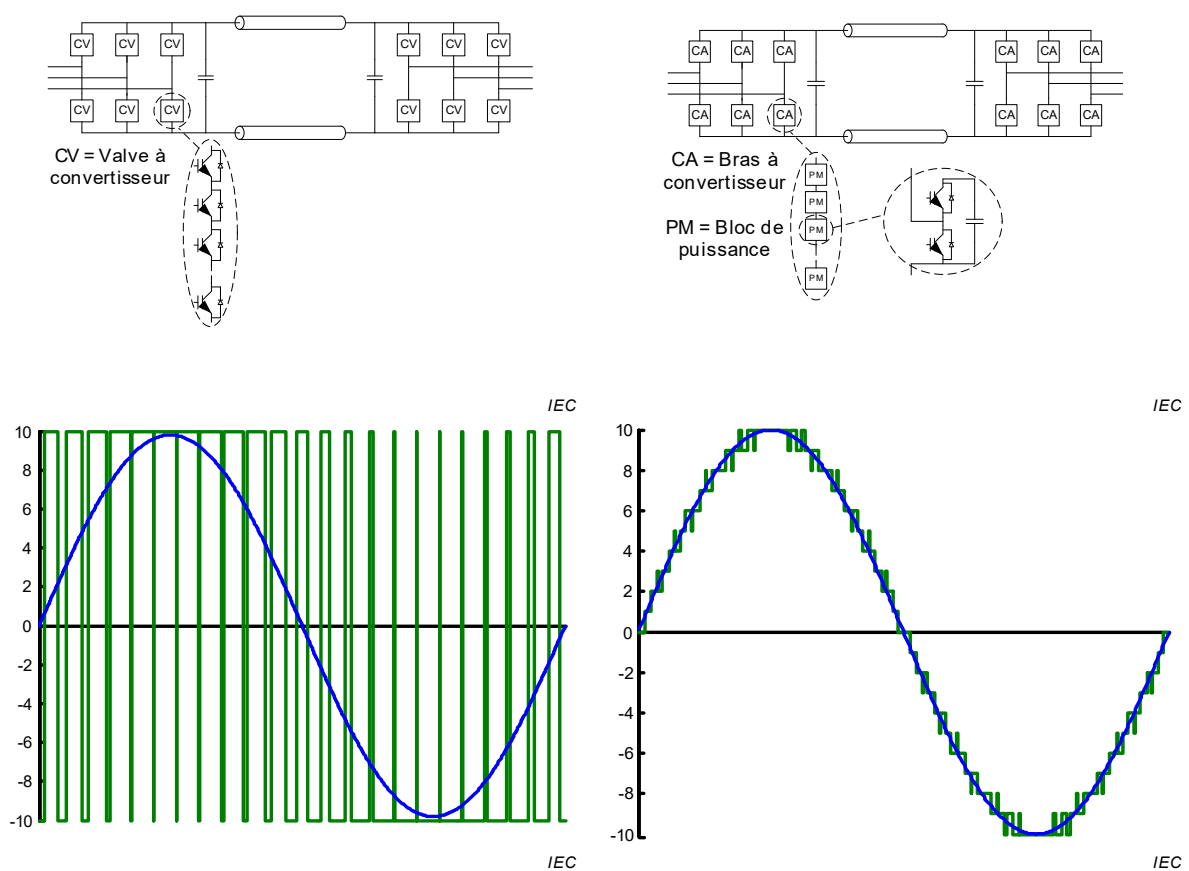 CV CV CV
CV CV CV
CV CV CV
CV CV CV
CV = Valve à
convertisseur
CA CA CA
CA CA CA
CA CA CA
CA CA CA
CA = Bras à
convertisseur
PM = Bloc de
puissance
PM
PM
PM
PM
IEC
IEC
10
8
6
4
2
0
-2
-4
-6
-8
-10
IEC
10
8
6
4
2
0
-2
-4
-6
-8
-10
IEC